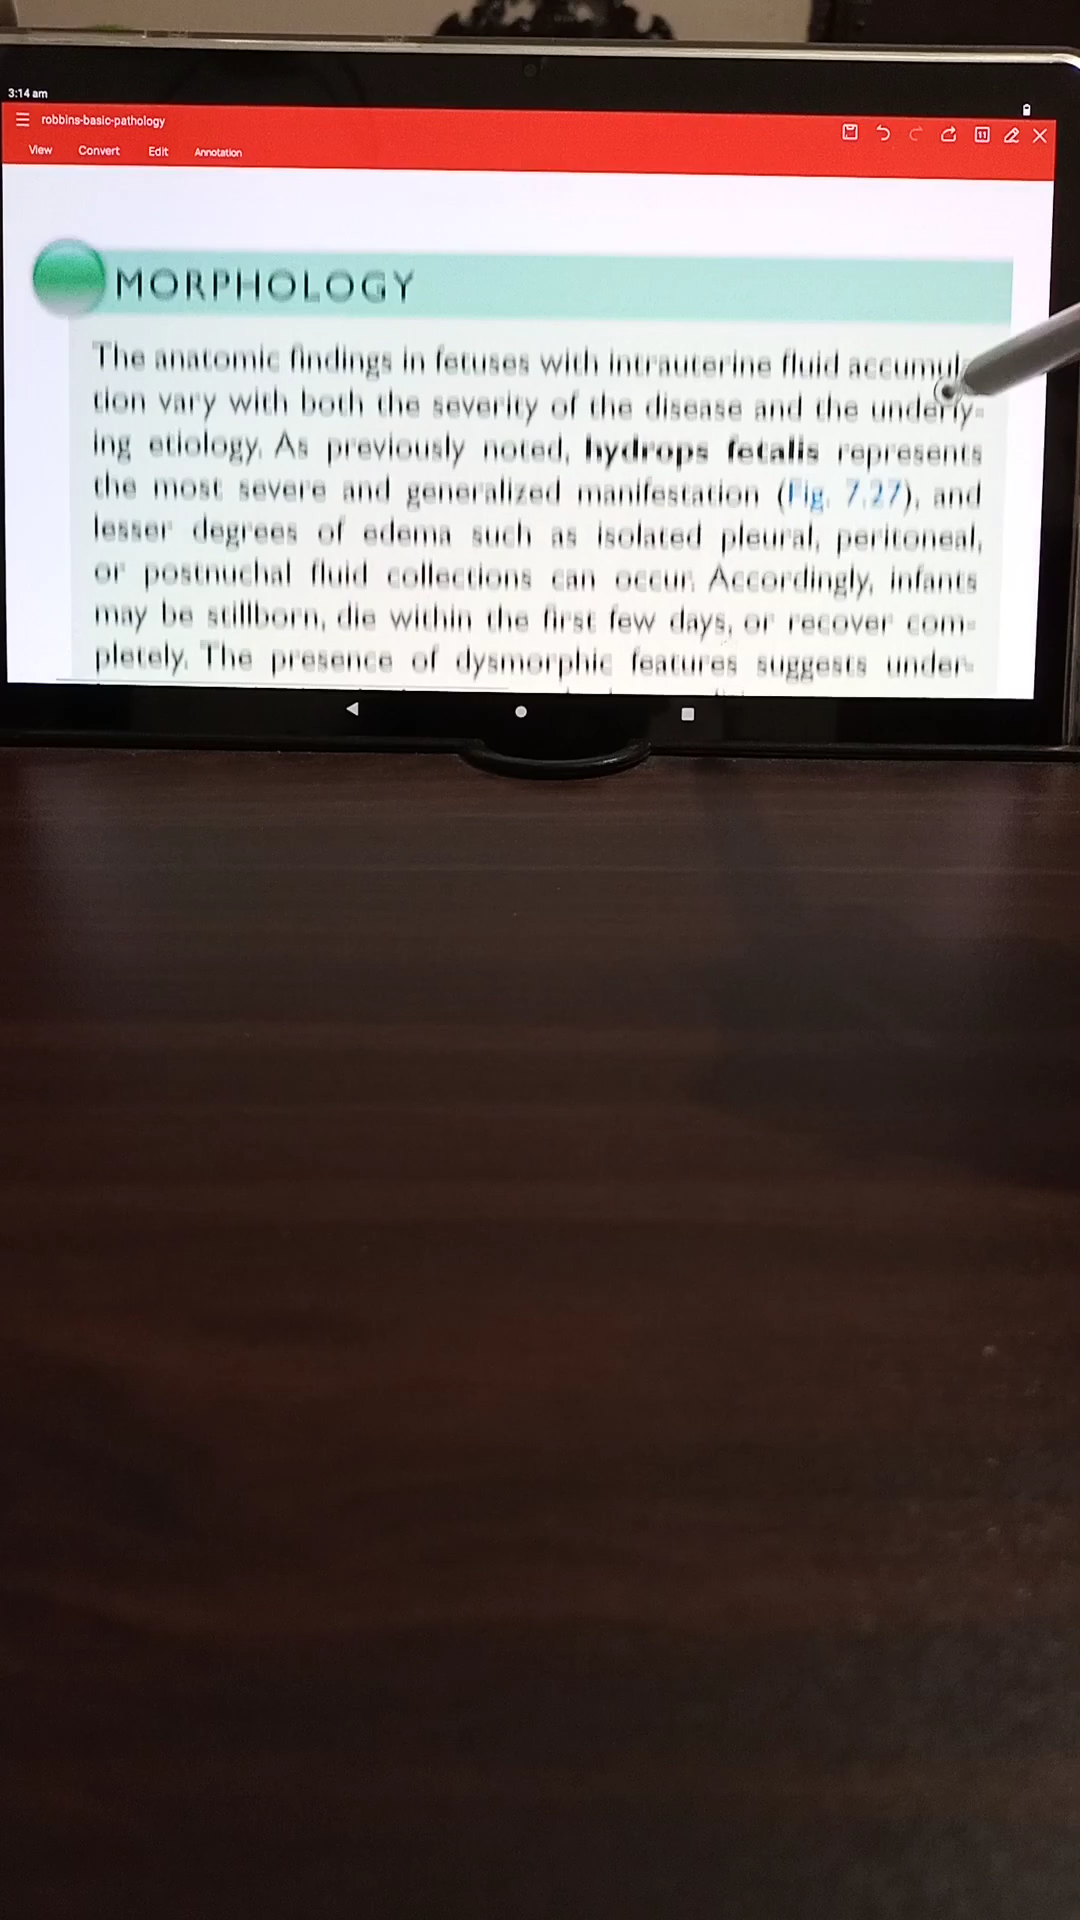 3:14 am
robbins-basic-pathology
View Convert Edit Annotation
MORPHOLOGY
The anatomic findings in fetuses with intrauterine fluid accumul
tion vary with both the severity of the disease and the underly-
ing etiology. As previously noted, hydrops fetalis represents
the most severe and generalized manifestation (Fig. 7.27), and
lesser degrees of edema such as isolated pleural, peritoneal,
or postnuchal fluid collections can occur. Accordingly, infants
may be stillborn, die within the first few days, or recover com-
pletely. The presence of dysmorphic features suggests under-